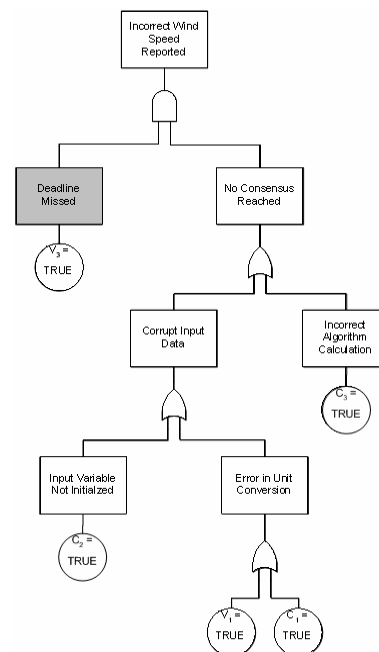 Incorrect Wind
Speed
Reported
Deadline
Missed
No Consensus
Reached
V₃ =
TRUE
Corrupt Input
Data
Incorrect
Algorithm
Calculation
C₃ =
TRUE
Input Variable
Not Initialzed
Error in Unit
Conversion
C₂ =
TRUE
V₁ =
TRUE
C₁ =
TRUE